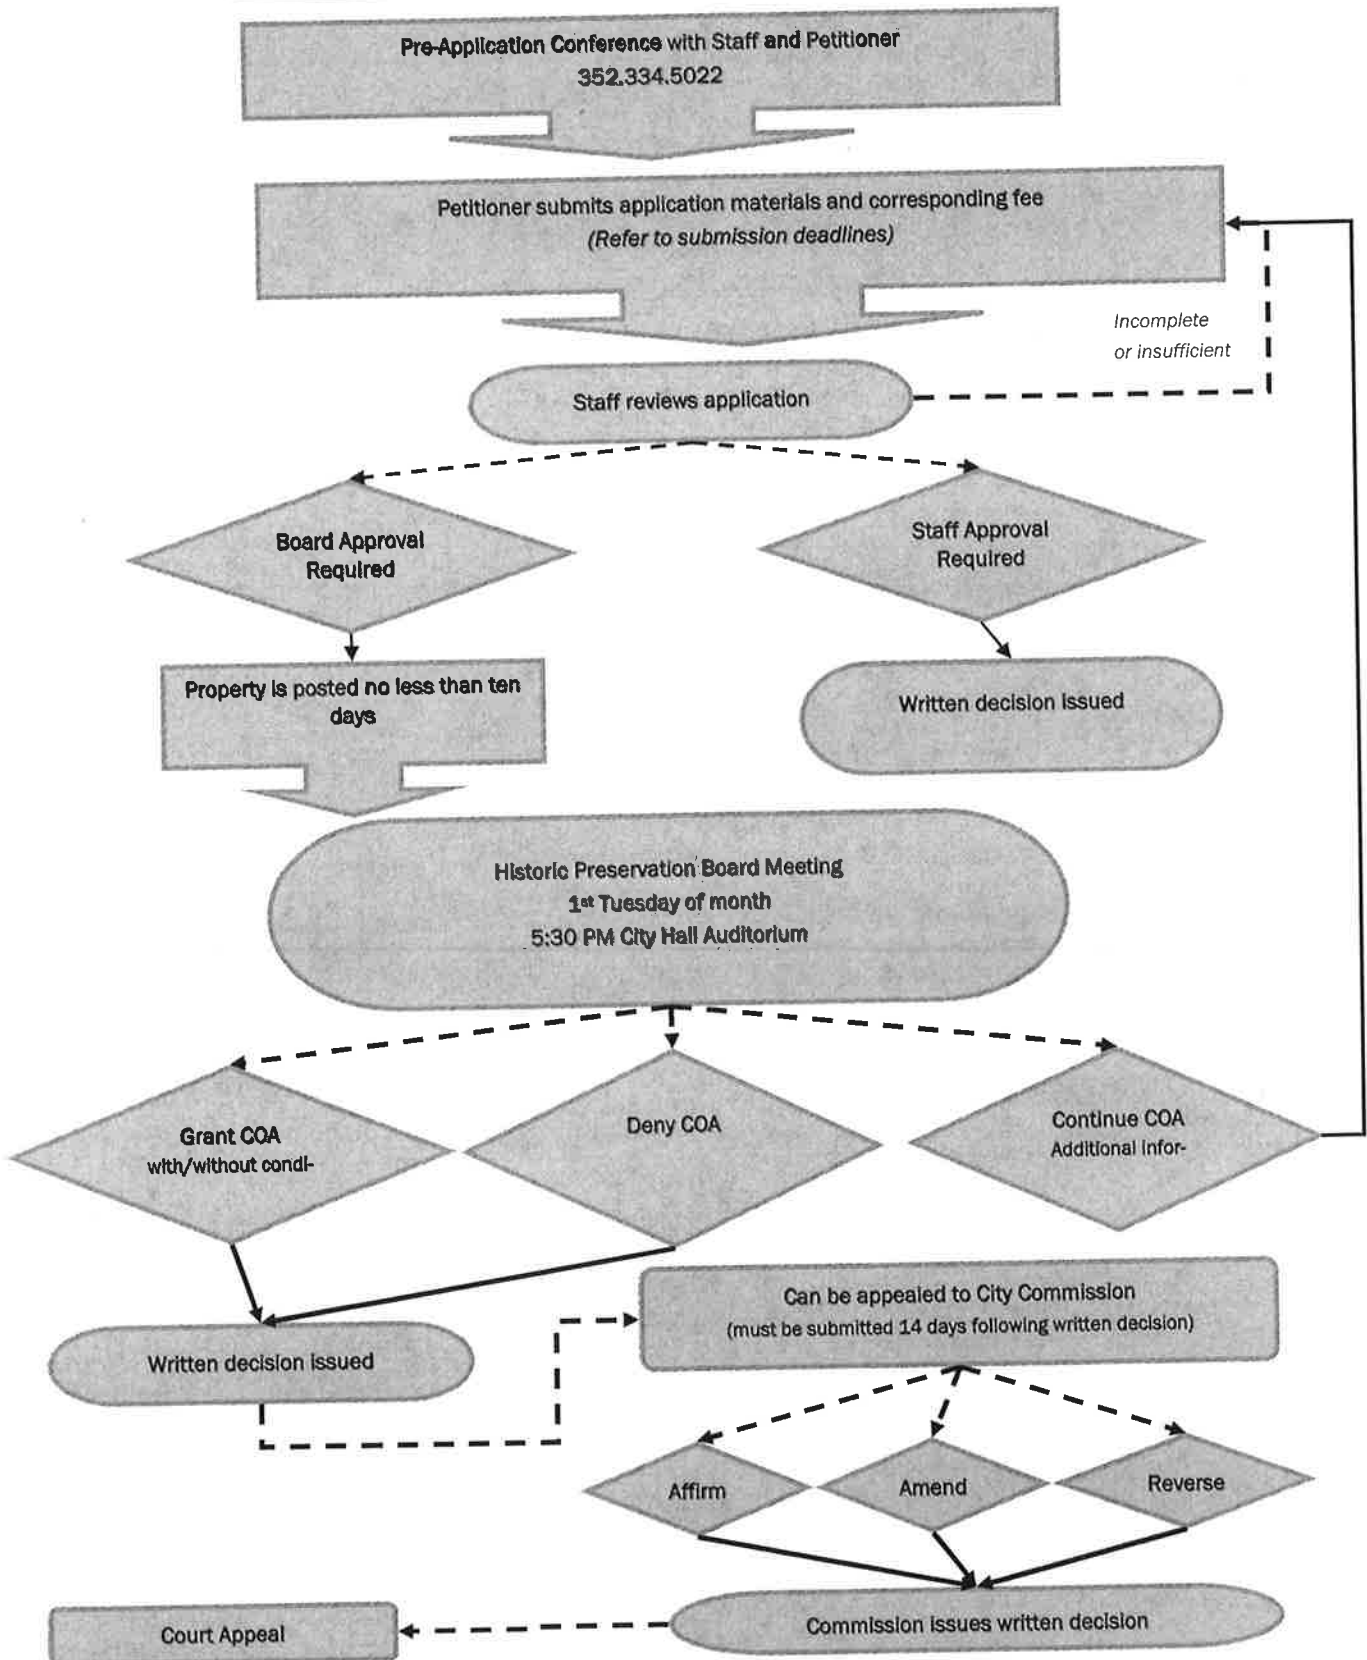 Pre-Application Conference with Staff and Petitioner
352.334.5022
Petitioner submits application materials and corresponding fee
(Refer to submission deadlines)
Incomplete
or insufficient
Staff reviews application
Board Approval
Required
Staff Approval
Required
Property is posted no less than ten
days
Written decision issued
Historic Preservation Board Meeting
1st Tuesday of month
5:30 PM City Hall Auditorium
Grant COA
with/without condi-
Deny COA
Continue COA
Additional infor-
Can be appealed to City Commission
(must be submitted 14 days following written decision)
Written decision issued
Affirm
Amend
Reverse
Commission issues written decision
Court Appeal